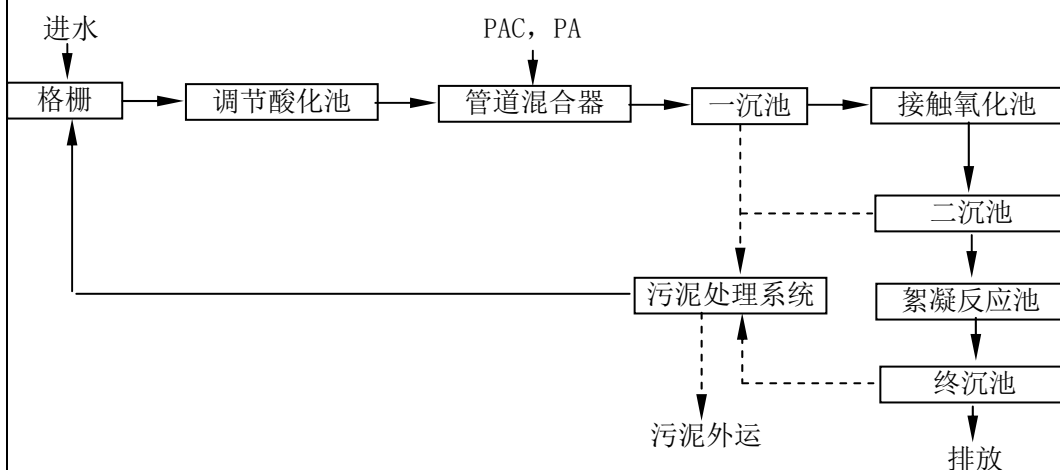 进水
PAC, PA
格栅
调节酸化池
管道混合器
一沉池
接触氧化池
二沉池
污泥处理系统
絮凝反应池
终沉池
污泥外运
排放